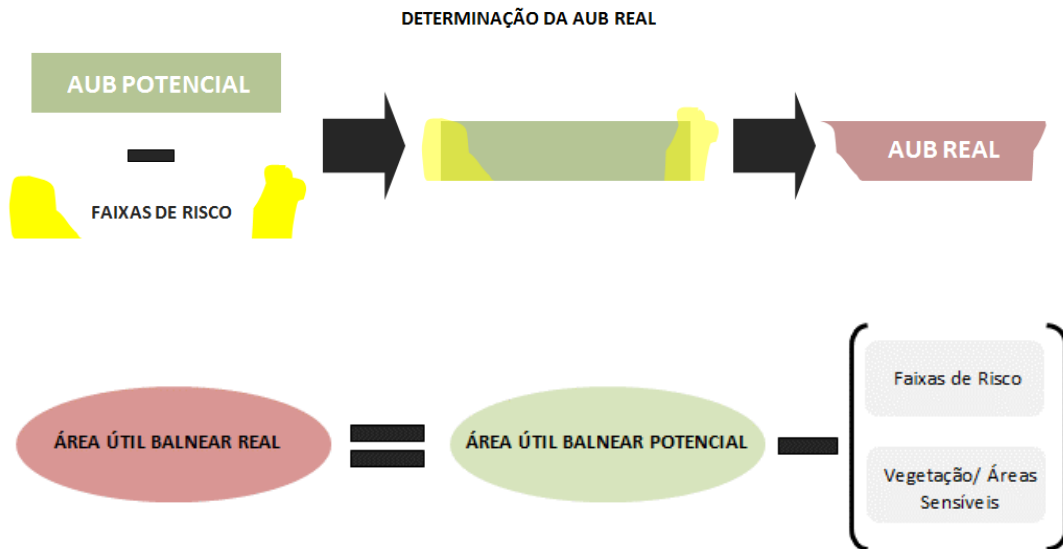 DETERMINAÇÃO DA AUB REAL
AUB POTENCIAL
FAIXAS DE RISCO
AUB REAL
ÁREA ÚTIL BALNEAR REAL
ÁREA ÚTIL BALNEAR POTENCIAL
Faixas de Risco
Vegetação/ Áreas
Sensíveis